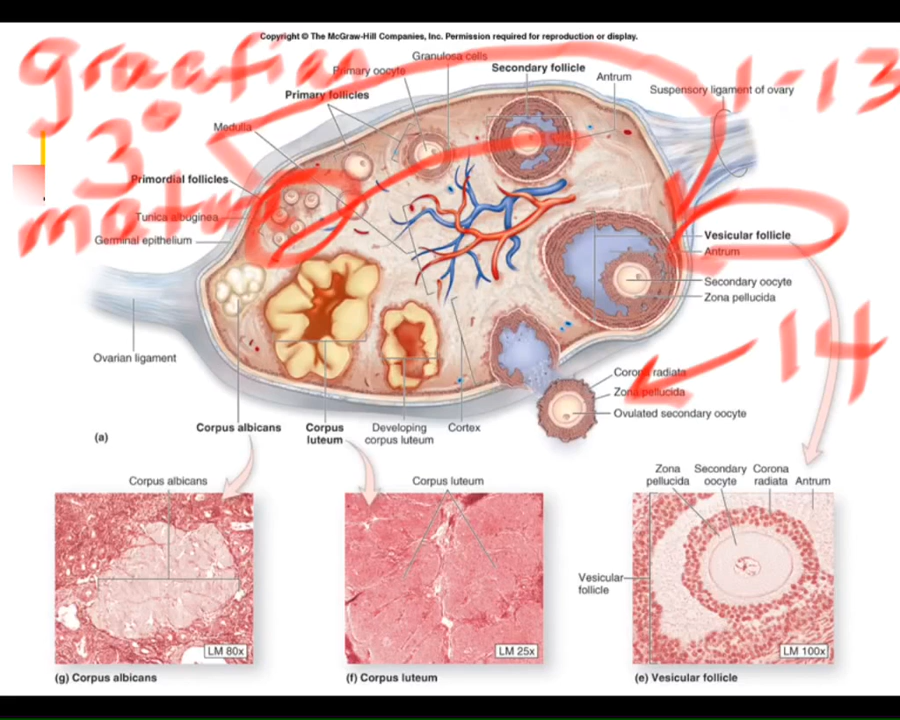 Copyright © The McGraw-Hill Companies, Inc. Permission required for reproduction or display.
graafian
1-13
3°
mature
14
Granulosa cells
Primary oocyte
Secondary follicle
Antrum
Primary follicles
Suspensory ligament of ovary
Medulla
Primordial follicles
Tunica albuginea
Germinal epithelium
Vesicular follicle
Antrum
Secondary oocyte
Zona pellucida
Ovarian ligament
Corona radiata
Zona pellucida
Ovulated secondary oocyte
(a)
Corpus albicans
Corpus
luteum
Developing
corpus luteum
Cortex
Corpus albicans
LM 80x
(g) Corpus albicans
Corpus luteum
LM 25x
(f) Corpus luteum
Zona
pellucida
Secondary
oocyte
Corona
radiata
Antrum
Vesicular
follicle
LM 100x
(e) Vesicular follicle